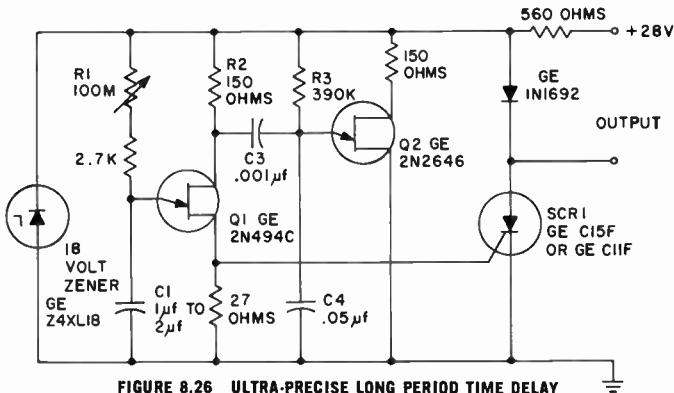 560 OHMS
+28V
R1
100M
R2
150
OHMS
R3
390K
150
OHMS
GE
1N1692
OUTPUT
2.7K
C3
.001µf
Q2 GE
2N2646
Q1 GE
2N494C
SCR1
GE C15F
OR GE C11F
18
VOLT
ZENER
GE
Z4XL18
C1
1µf TO
2µf
27
OHMS
C4
.05µf
FIGURE 8.26 ULTRA-PRECISE LONG PERIOD TIME DELAY